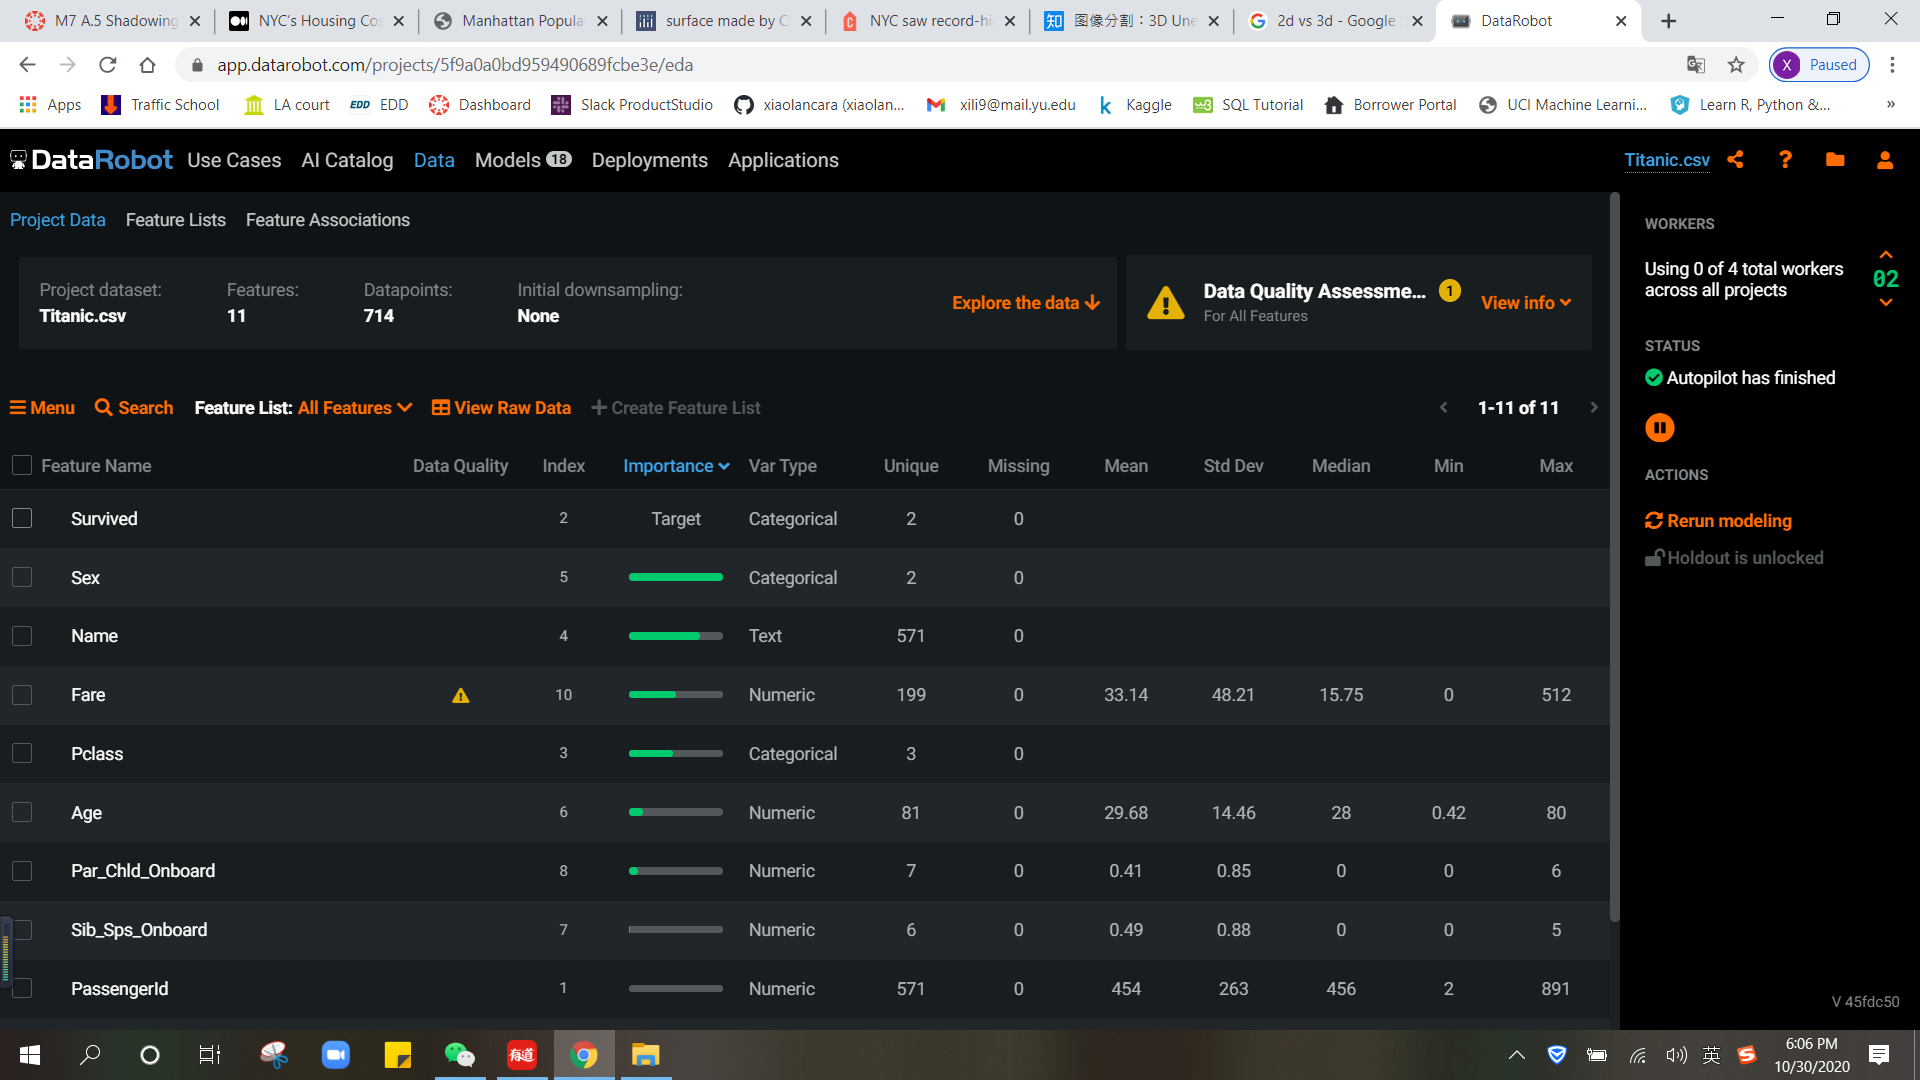 M7 A.5 Shadowing
NYC's Housing Cos
Manhattan Popula
surface made by C
NYC saw record-hi
知 图像分割：3D Une
2d vs 3d - Google
DataRobot
app.datarobot.com/projects/5f9a0a0bd959490689fcbe3e/eda
X Paused
Apps
Traffic School
LA court
EDD EDD
Dashboard
Slack ProductStudio
xiaolancara (xiaolan...
xili9@mail.yu.edu
k Kaggle
w3 SQL Tutorial
Borrower Portal
UCI Machine Learni...
Learn R, Python &...
»
DataRobot Use Cases AI Catalog Data Models 18 Deployments Applications
Titanic.csv ?
Project Data Feature Lists Feature Associations
Project dataset: Features: Datapoints: Initial downsampling:
Titanic.csv 11 714 None
Explore the data
Data Quality Assessme... 1
For All Features
View info
Menu Search Feature List: All Features View Raw Data + Create Feature List
1-11 of 11
Feature Name Data Quality Index Importance Var Type Unique Missing Mean Std Dev Median Min Max
Survived 2 Target Categorical 2 0
Sex 5 Categorical 2 0
Name 4 Text 571 0
Fare 10 Numeric 199 0 33.14 48.21 15.75 0 512
Pclass 3 Categorical 3 0
Age 6 Numeric 81 0 29.68 14.46 28 0.42 80
Par_Chld_Onboard 8 Numeric 7 0 0.41 0.85 0 0 6
Sib_Sps_Onboard 7 Numeric 6 0 0.49 0.88 0 0 5
PassengerId 1 Numeric 571 0 454 263 456 2 891
WORKERS
Using 0 of 4 total workers
across all projects
02
STATUS
Autopilot has finished
ACTIONS
Rerun modeling
Holdout is unlocked
V 45fdc50
有道
英
S
6:06 PM
10/30/2020